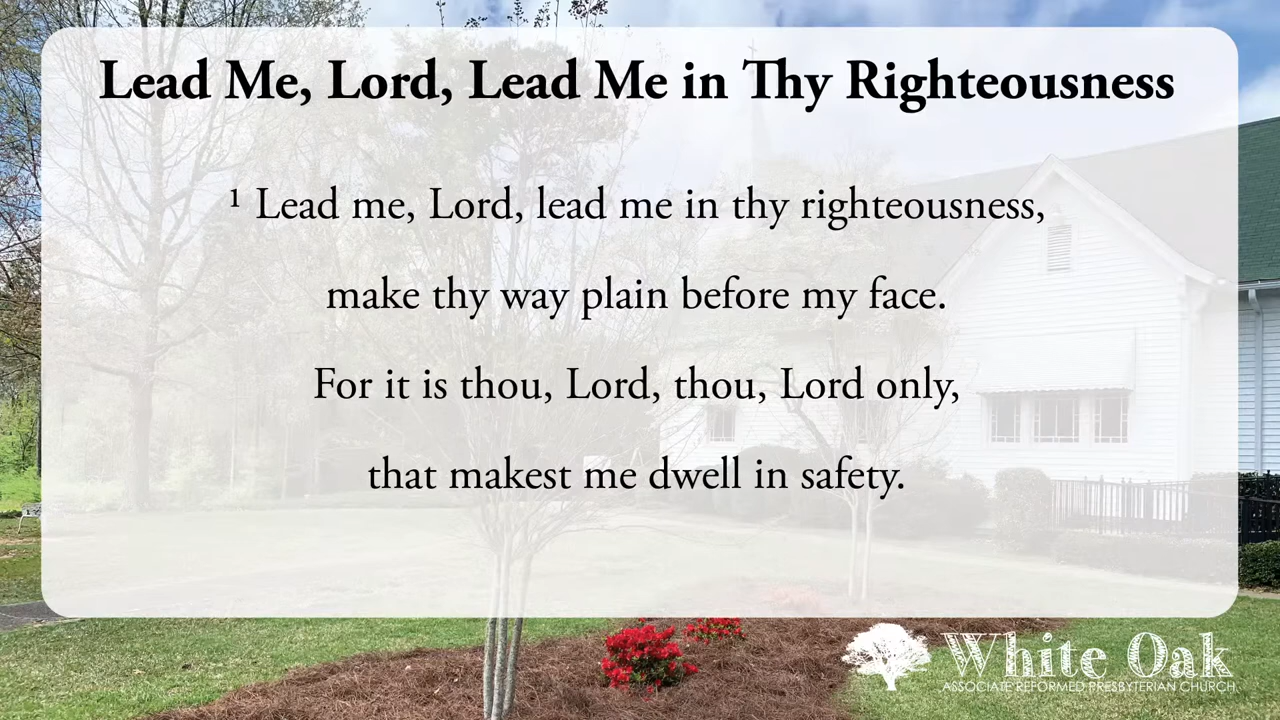 Lead Me, Lord, Lead Me in Thy Righteousness
¹ Lead me, Lord, lead me in thy righteousness,
make thy way plain before my face.
For it is thou, Lord, thou, Lord only,
that makest me dwell in safety.
White Oak
ASSOCIATE REFORMED PRESBYTERIAN CHURCH